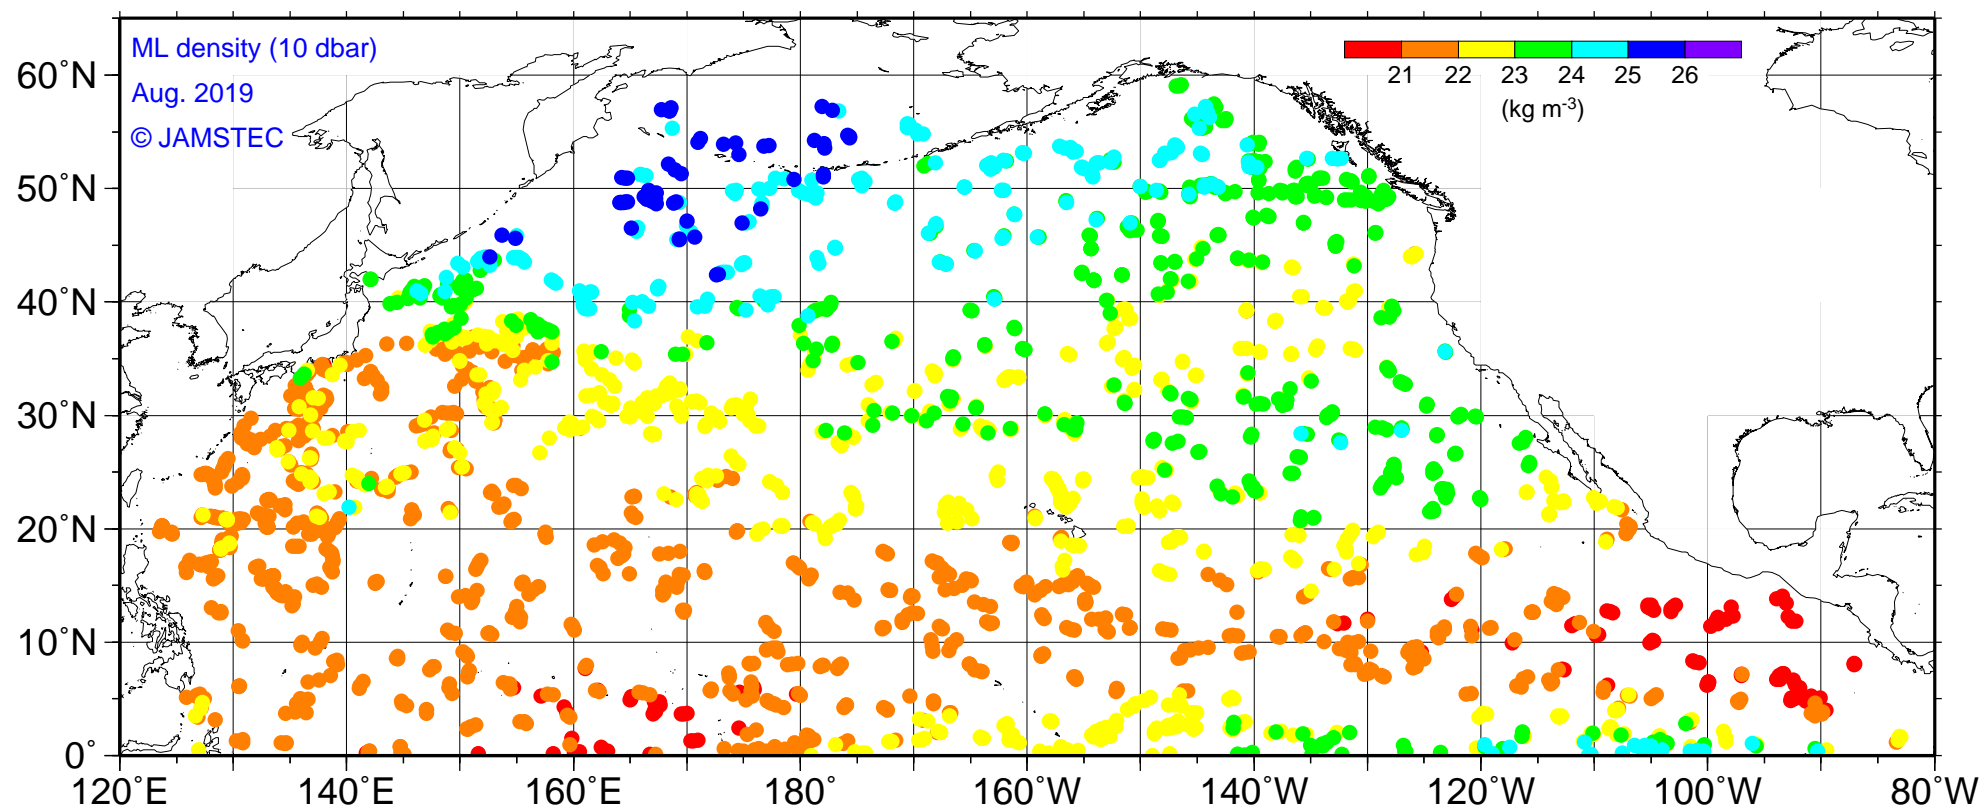 ML density (10 dbar)
Aug. 2019
© JAMSTEC
21 22 23 24 25 26
(kg m-3)
60˚N
50˚N
40˚N
30˚N
20˚N
10˚N
0˚
120˚E 140˚E 160˚E 180˚ 160˚W 140˚W 120˚W 100˚W 80˚W